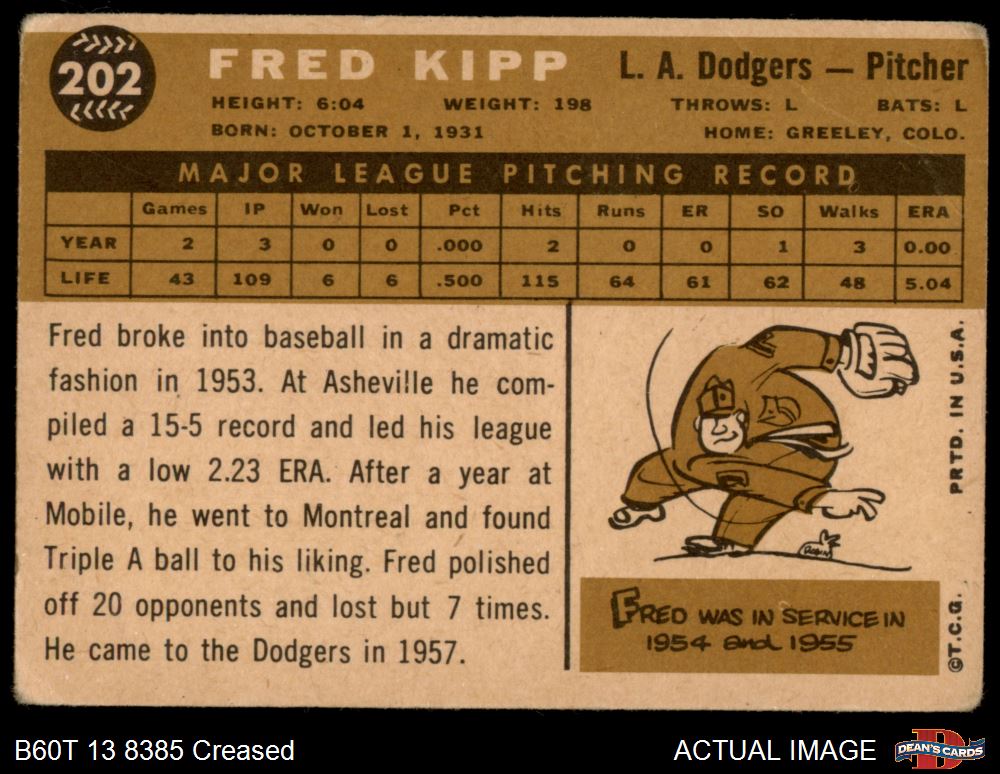 202
FRED KIPP
L. A. Dodgers — Pitcher
HEIGHT: 6:04 WEIGHT: 198 THROWS: L BATS: L
BORN: OCTOBER 1, 1931 HOME: GREELEY, COLO.
MAJOR LEAGUE PITCHING RECORD
Games IP Won Lost Pct Hits Runs ER SO Walks ERA
YEAR 2 3 0 0 .000 2 0 0 1 3 0.00
LIFE 43 109 6 6 .500 115 64 61 62 48 5.04
Fred broke into baseball in a dramatic
fashion in 1953. At Asheville he com-
piled a 15-5 record and led his league
with a low 2.23 ERA. After a year at
Mobile, he went to Montreal and found
Triple A ball to his liking. Fred polished
off 20 opponents and lost but 7 times.
He came to the Dodgers in 1957.
ROBIN
FRED WAS IN SERVICE IN
1954 and 1955
PRTD. IN U.S.A.
©T.C.G.
B60T 13 8385 Creased
ACTUAL IMAGE
D
DEAN'S CARDS